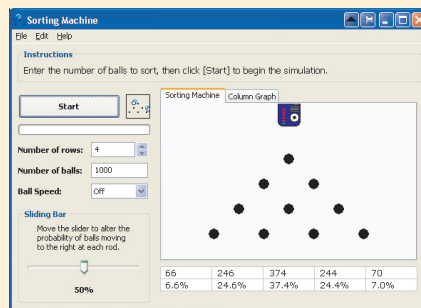 Sorting Machine
File Edit Help
Instructions
Enter the number of balls to sort, then click [Start] to begin the simulation.
Start
Sorting Machine Column Graph
Number of rows: 4
Number of balls: 1000
Ball Speed: Off
Sliding Bar
Move the slider to alter the
probability of balls moving
to the right at each rod.
50%
66 246 374 244 70
6.6% 24.6% 37.4% 24.4% 7.0%